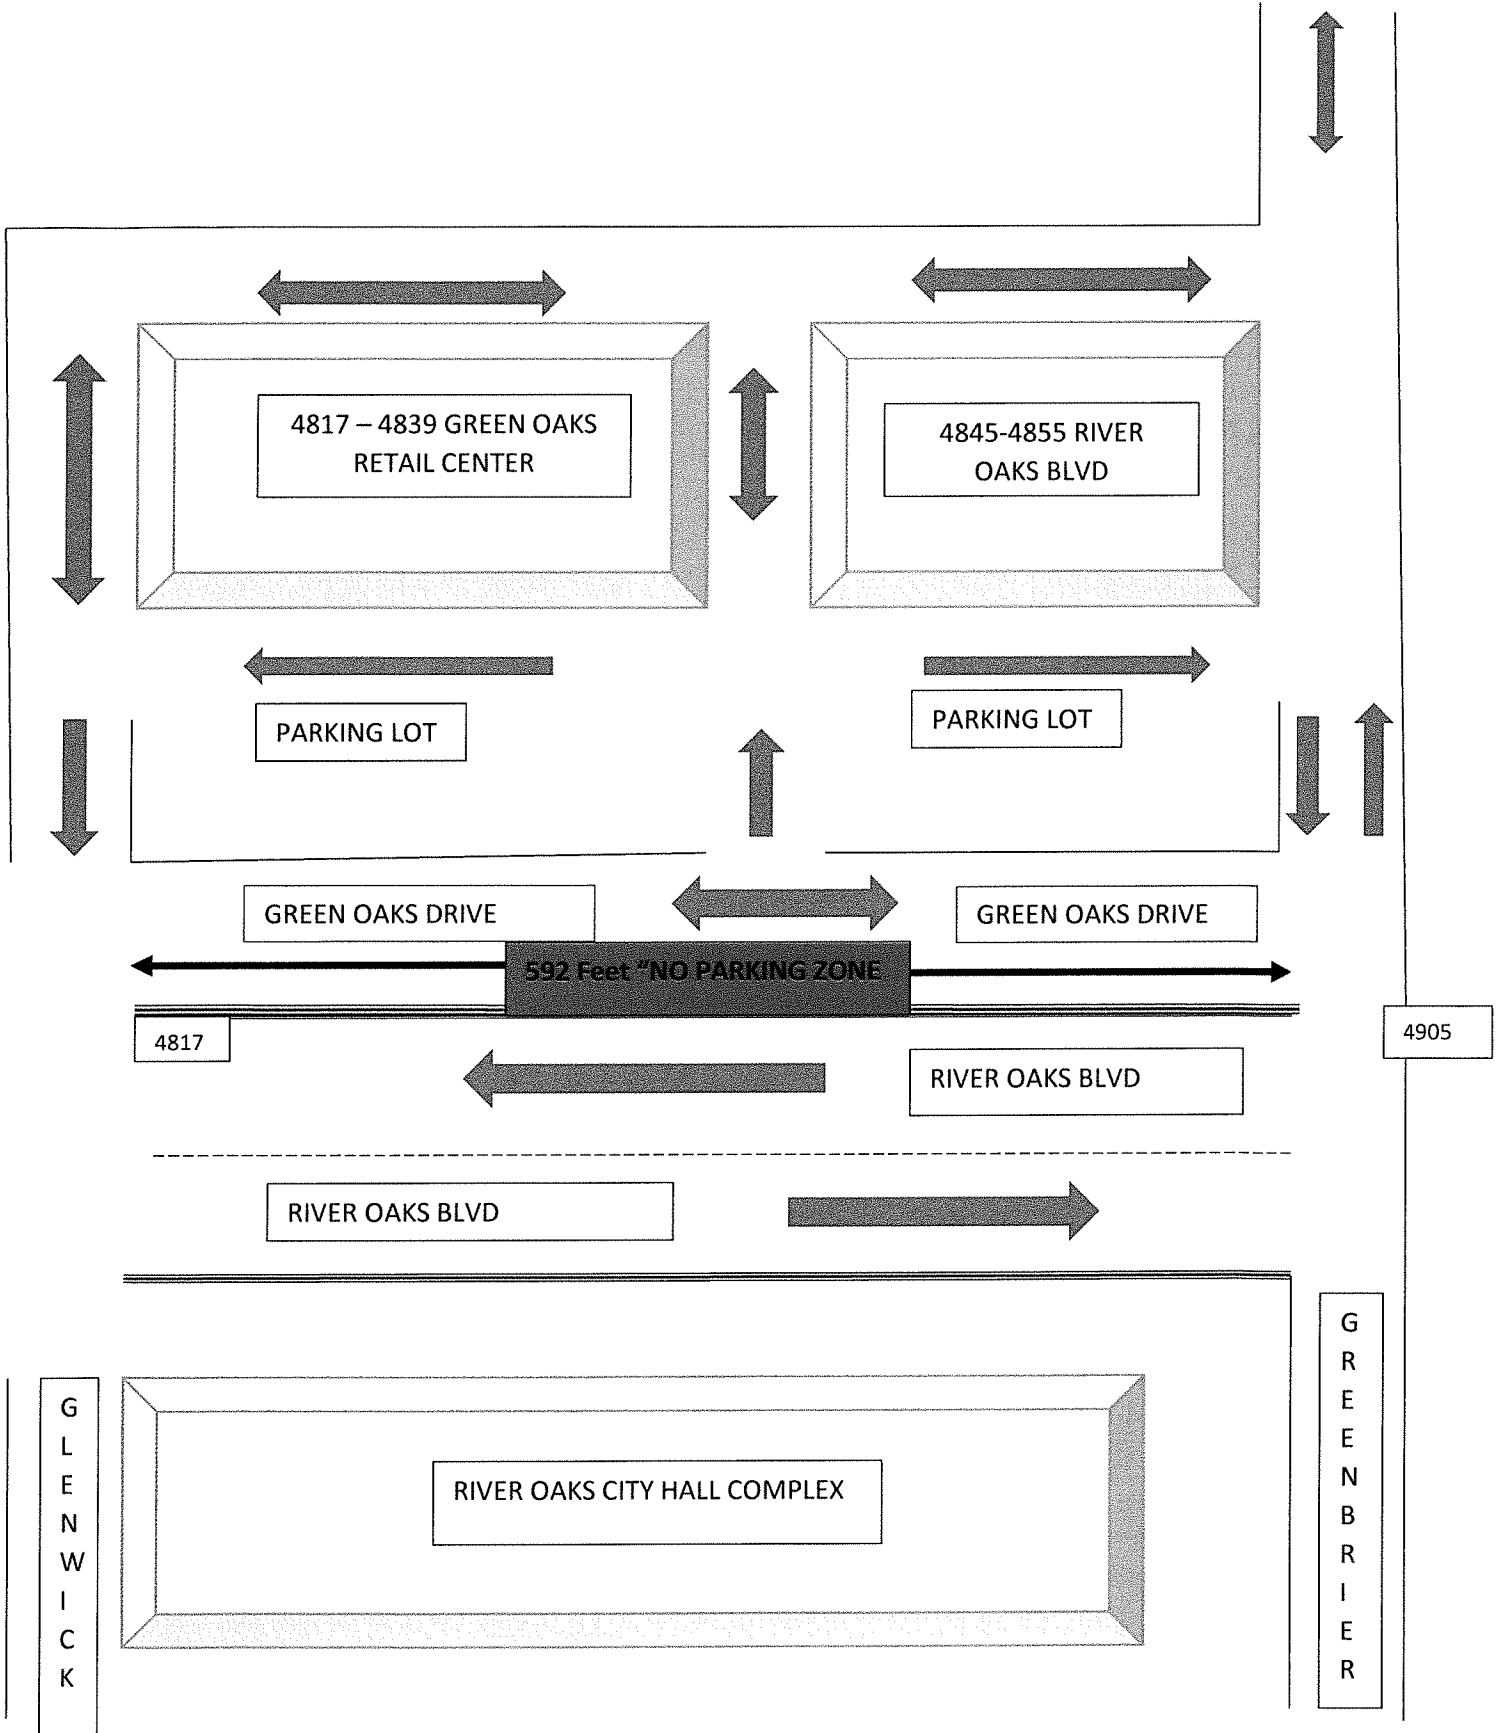 4817 – 4839 GREEN OAKS
RETAIL CENTER
4845-4855 RIVER
OAKS BLVD
PARKING LOT
PARKING LOT
GREEN OAKS DRIVE
GREEN OAKS DRIVE
592 Feet “NO PARKING ZONE
4817
4905
RIVER OAKS BLVD
RIVER OAKS BLVD
G
L
E
N
W
I
C
K
RIVER OAKS CITY HALL COMPLEX
G
R
E
E
N
B
R
I
E
R